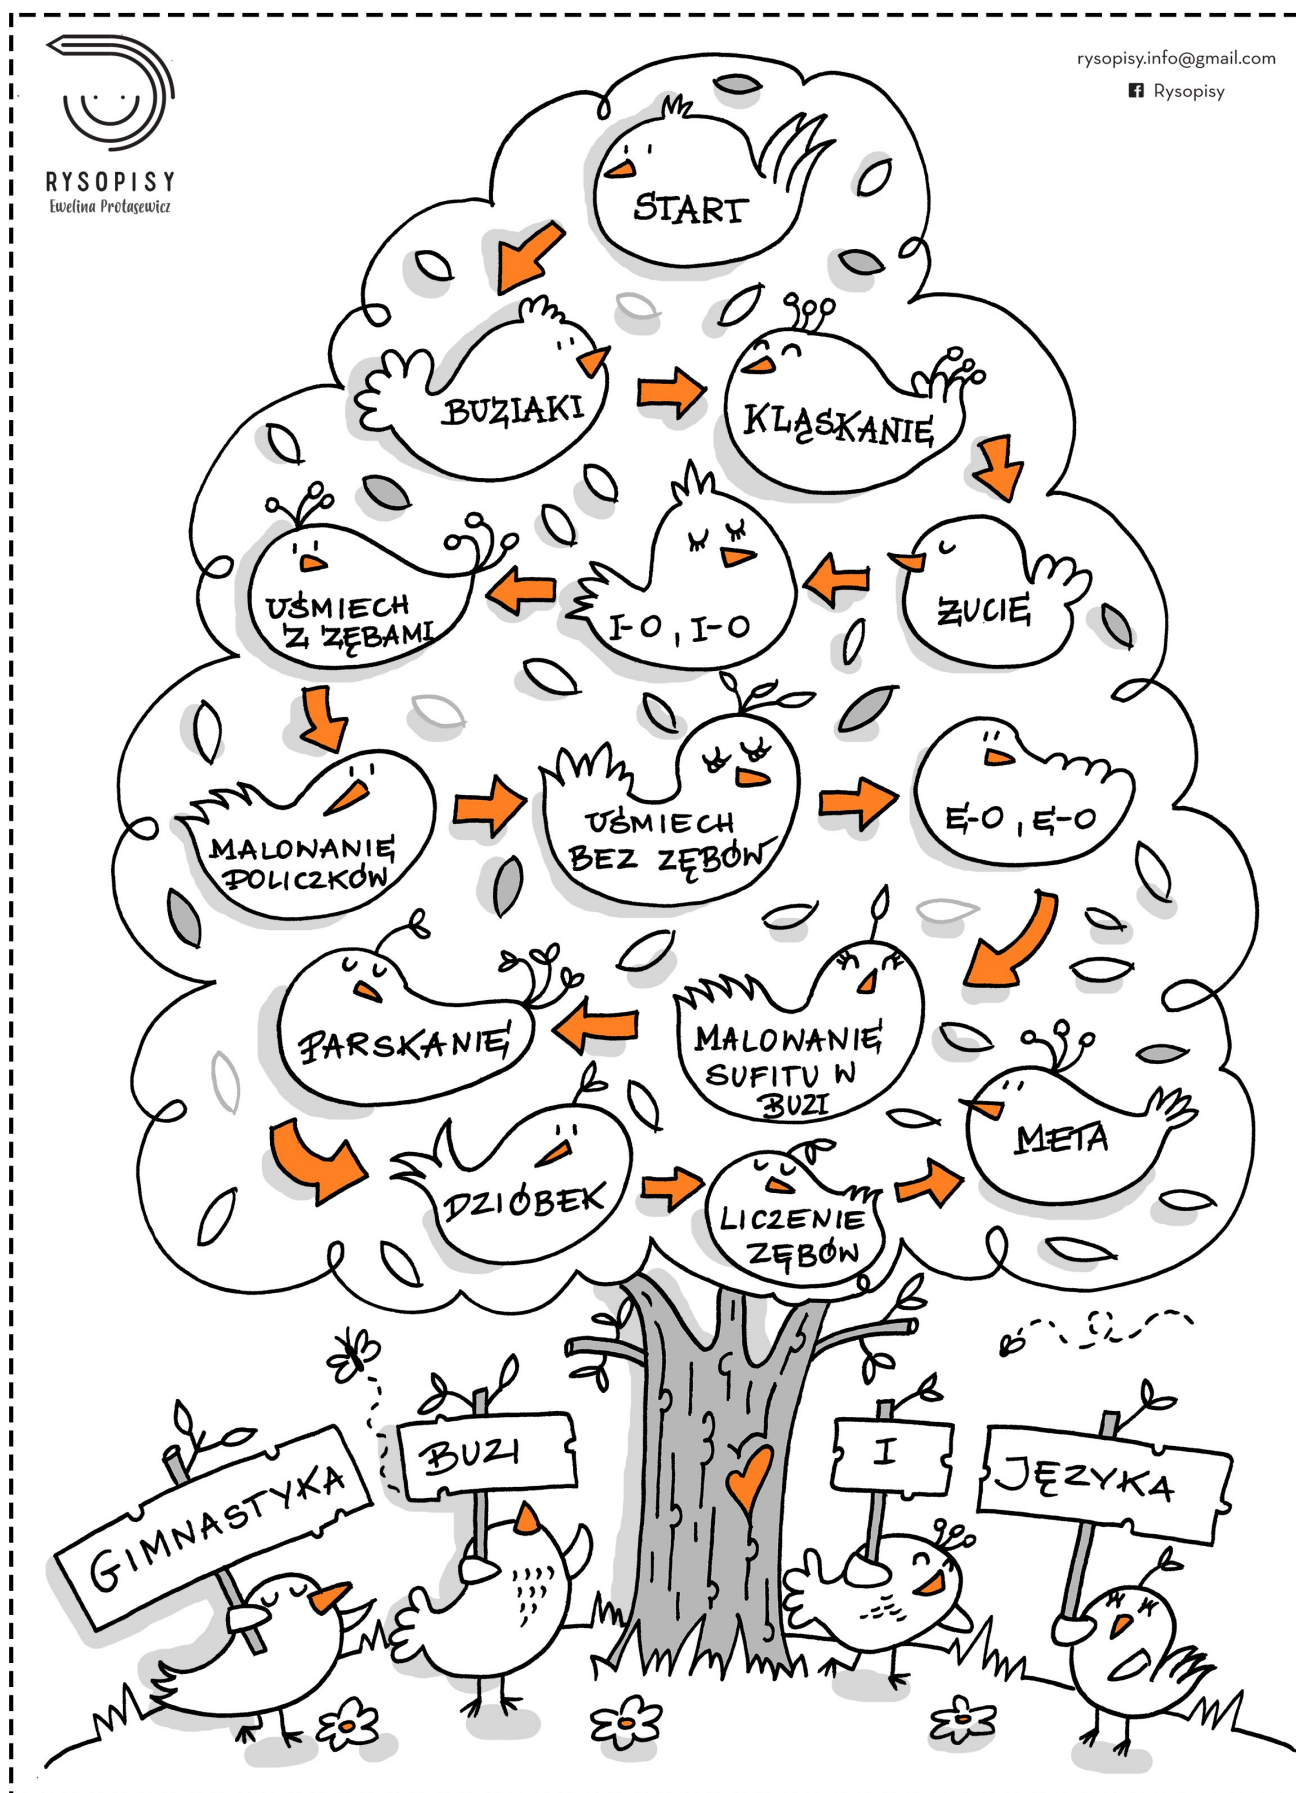 RYSOPISY
Ewelina Protasewicz
rysopisy.info@gmail.com
Rysopisy
START
BUZIAKI
KLĄSKANIE
ŻUCIE
I-O, I-O
UŚMIECH
Z ZĘBAMI
MALOWANIE
POLICZKÓW
UŚMIECH
BEZ ZĘBÓW
E-O, E-O
MALOWANIE
SUFITU W
BUZI
PARSKANIE
DZIÓBEK
LICZENIE
ZĘBÓW
META
GIMNASTYKA
BUZI
I
JĘZYKA